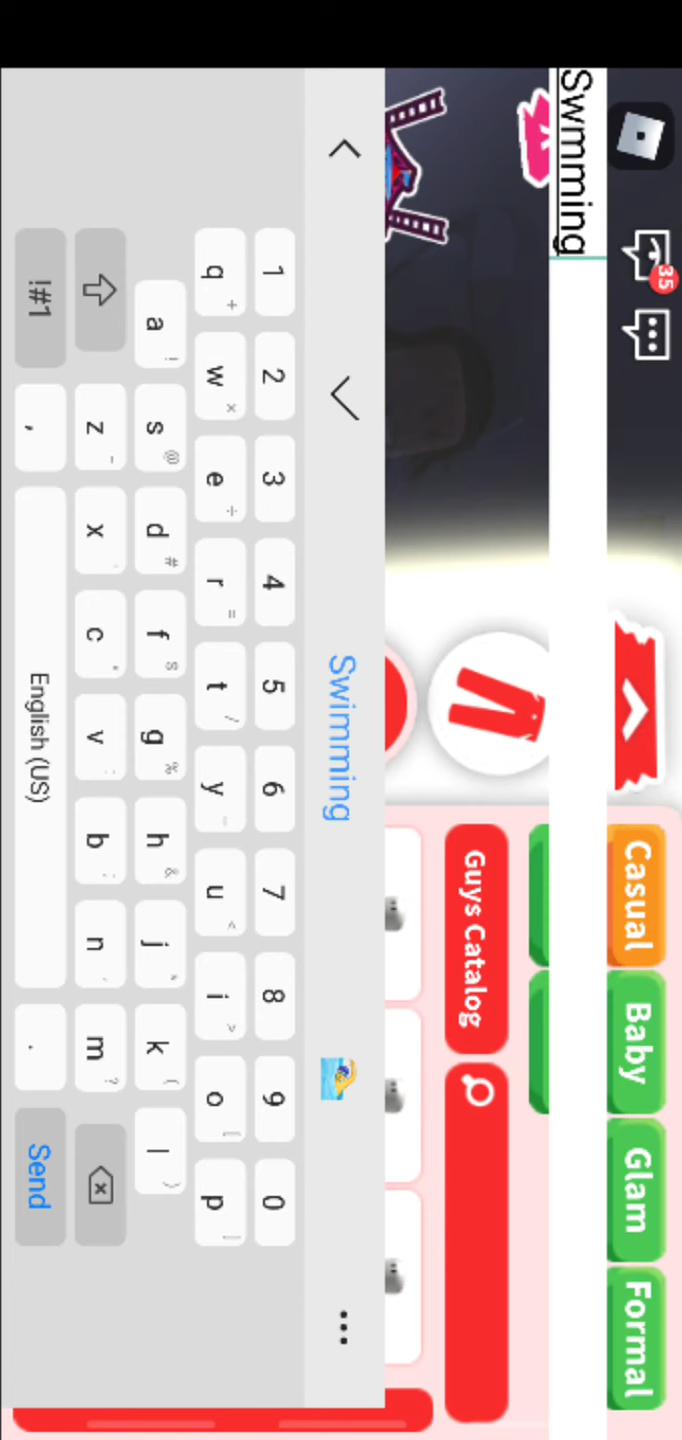 35
Swmming
Casual
Baby
Glam
Formal
Guys Catalog
Swimming
1 2 3 4 5 6 7 8 9 0
q w e r t y u i o p
a s d f g h j k l
z x c v b n m
!#1 , English (US) . Send